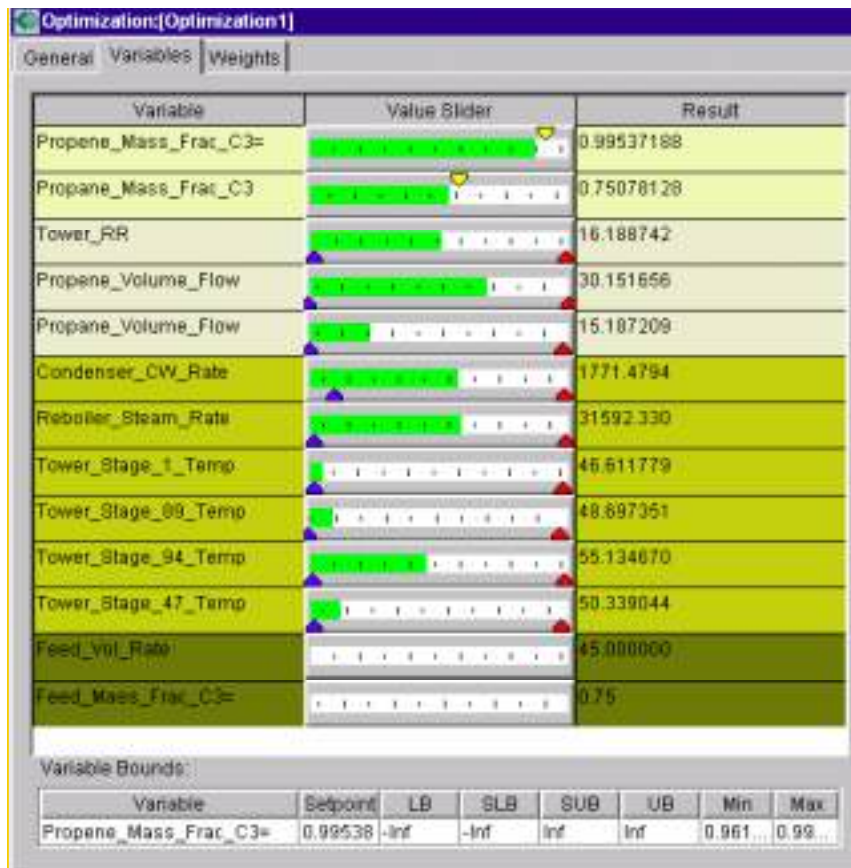 Optimization:[Optimization1]
General Variables Weights
Variable Value Slider Result
Propene_Mass_Frac_C3= 0.99537188
Propane_Mass_Frac_C3 0.75078128
Tower_RR 16.188742
Propene_Volume_Flow 30.151656
Propane_Volume_Flow 15.187209
Condenser_CW_Rate 1771.4794
Reboiler_Steam_Rate 31592.330
Tower_Stage_1_Temp 46.611779
Tower_Stage_89_Temp 48.697351
Tower_Stage_94_Temp 55.134670
Tower_Stage_47_Temp 50.339044
Feed_Vol_Rate 45.000000
Feed_Mass_Frac_C3= 0.75
Variable Bounds:
Variable Setpoint LB SLB SUB UB Min Max
Propene_Mass_Frac_C3= 0.99538 -Inf -Inf Inf Inf 0.961... 0.99...